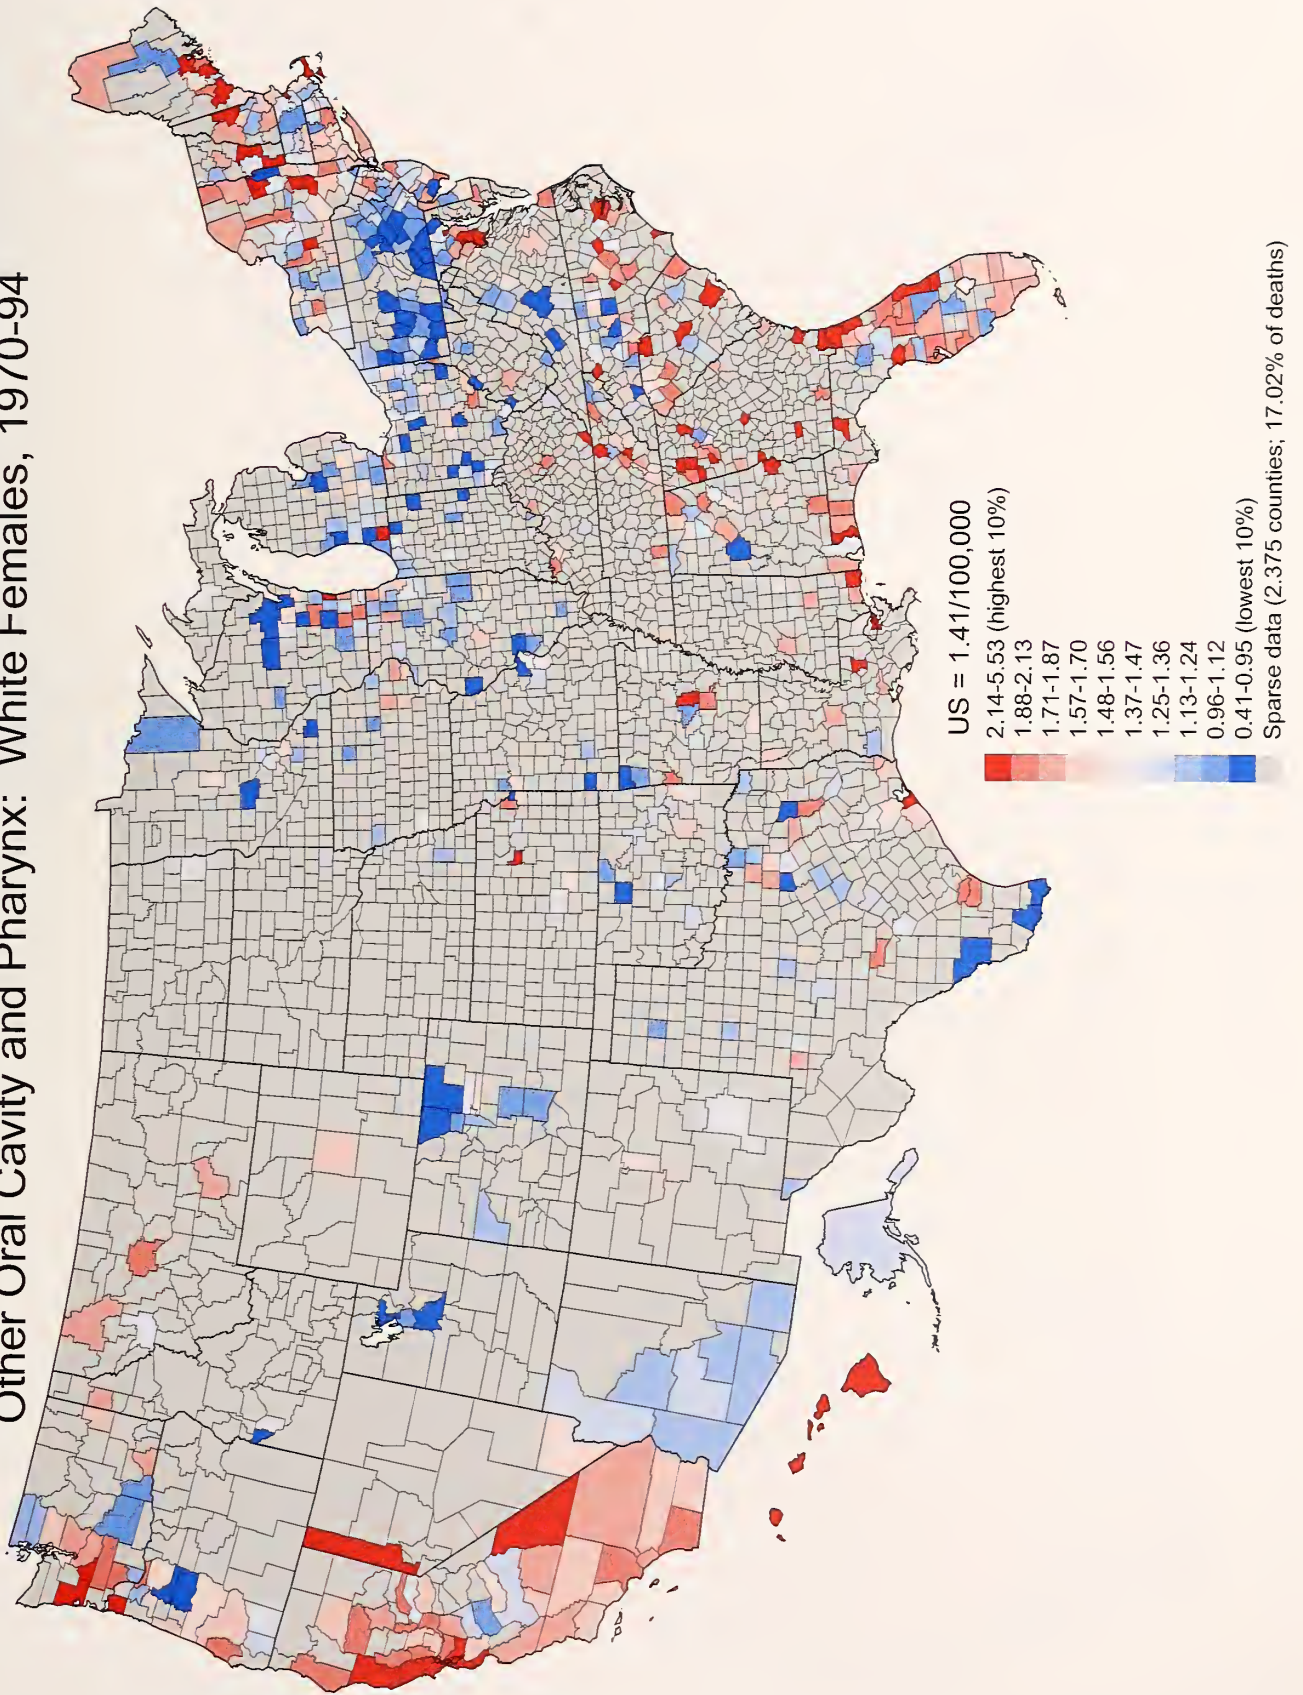 Other Oral Cavity and Pharynx: White Females, 1970-94
US = 1.41/100,000
2.14-5.53 (highest 10%)
1.88-2.13
1.71-1.87
1.57-1.70
1.48-1.56
1.37-1.47
1.25-1.36
1.13-1.24
0.96-1.12
0.41-0.95 (lowest 10%)
Sparse data (2.375 counties; 17.02% of deaths)